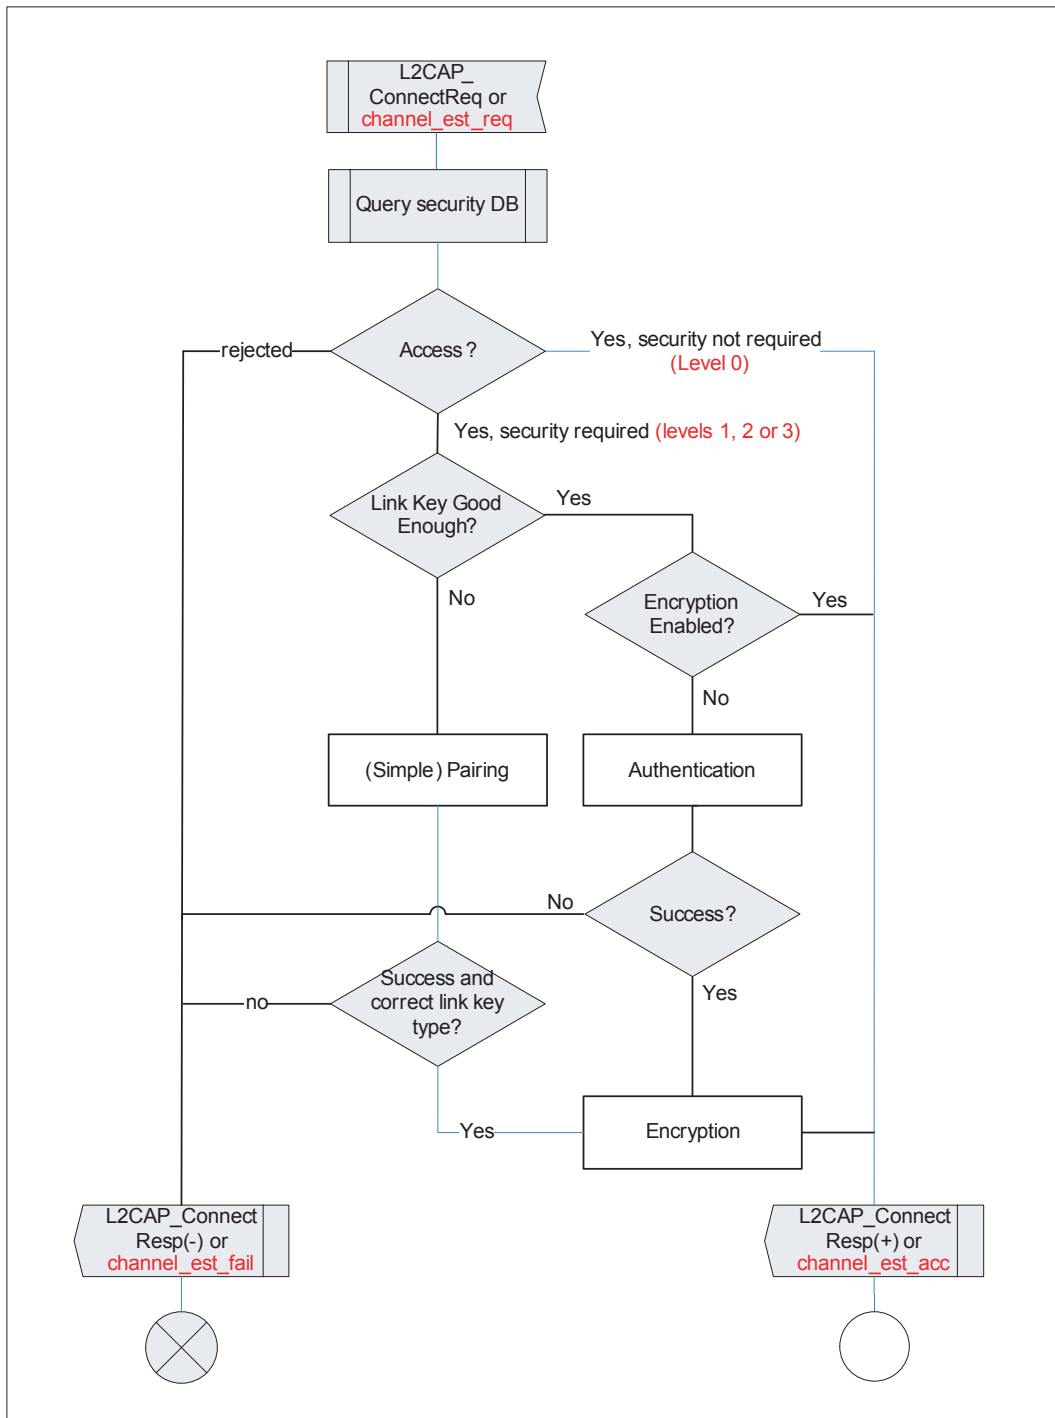 L2CAP_
ConnectReq or
channel_est_req
Query security DB
Access?
rejected
Yes, security not required
(Level 0)
Yes, security required (levels 1, 2 or 3)
Link Key Good
Enough?
Yes
No
Encryption
Enabled?
Yes
No
(Simple) Pairing
Authentication
No
Success?
Yes
Success and
correct link key
type?
no
Yes
Encryption
L2CAP_Connect
Resp(-) or
channel_est_fail
L2CAP_Connect
Resp(+) or
channel_est_acc